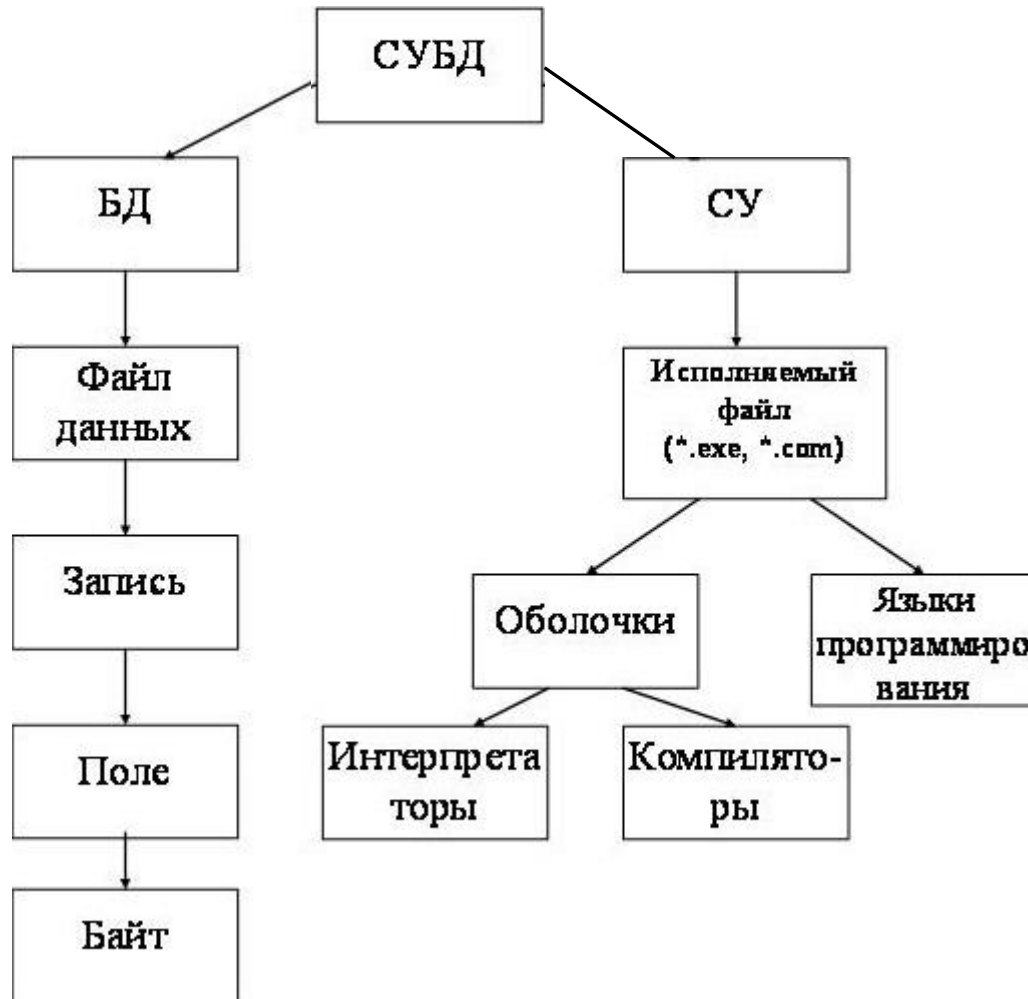 СУБД
БД
СУ
Файл
данных
Исполняемый
файл
(*.exe, *.com)
Запись
Оболочки
Языки
программиро
вания
Поле
Интерпрета
торы
Компилято-
ры
Байт